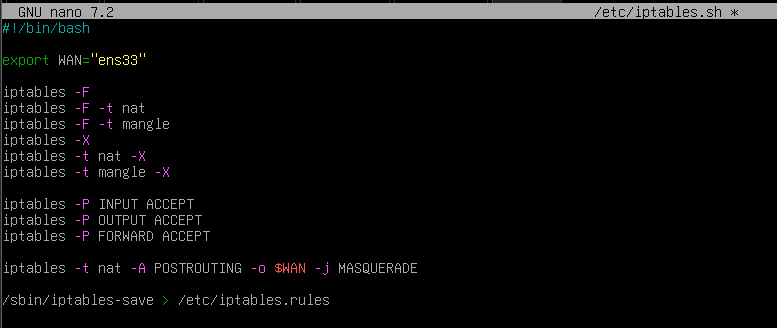 GNU nano 7.2 /etc/iptables.sh *
#!/bin/bash
export WAN="ens33"
iptables -F
iptables -F -t nat
iptables -F -t mangle
iptables -X
iptables -t nat -X
iptables -t mangle -X
iptables -P INPUT ACCEPT
iptables -P OUTPUT ACCEPT
iptables -P FORWARD ACCEPT
iptables -t nat -A POSTROUTING -o $WAN -j MASQUERADE
/sbin/iptables-save > /etc/iptables.rules